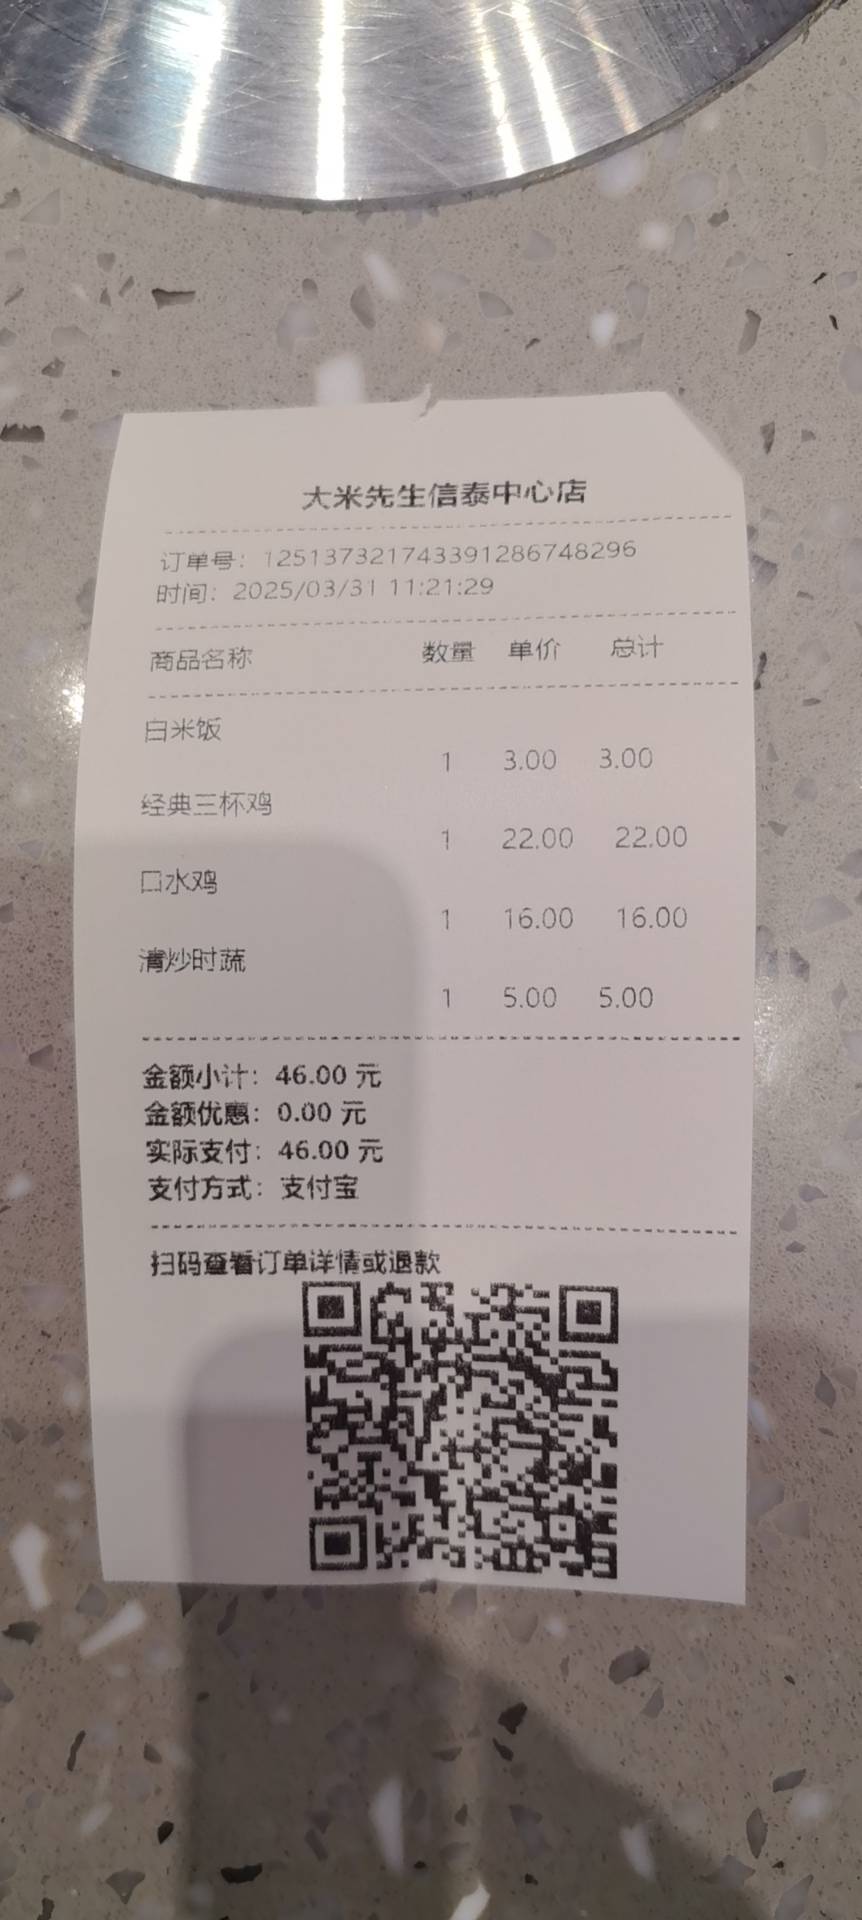 大米先生信泰中心店
订单号：125137321743391286748296
时间：2025/03/31 11:21:29
商品名称 数量 单价 总计
白米饭
1 3.00 3.00
经典三杯鸡
1 22.00 22.00
口水鸡
1 16.00 16.00
清炒时蔬
1 5.00 5.00
金额小计：46.00 元
金额优惠：0.00 元
实际支付：46.00 元
支付方式：支付宝
扫码查看订单详情或退款